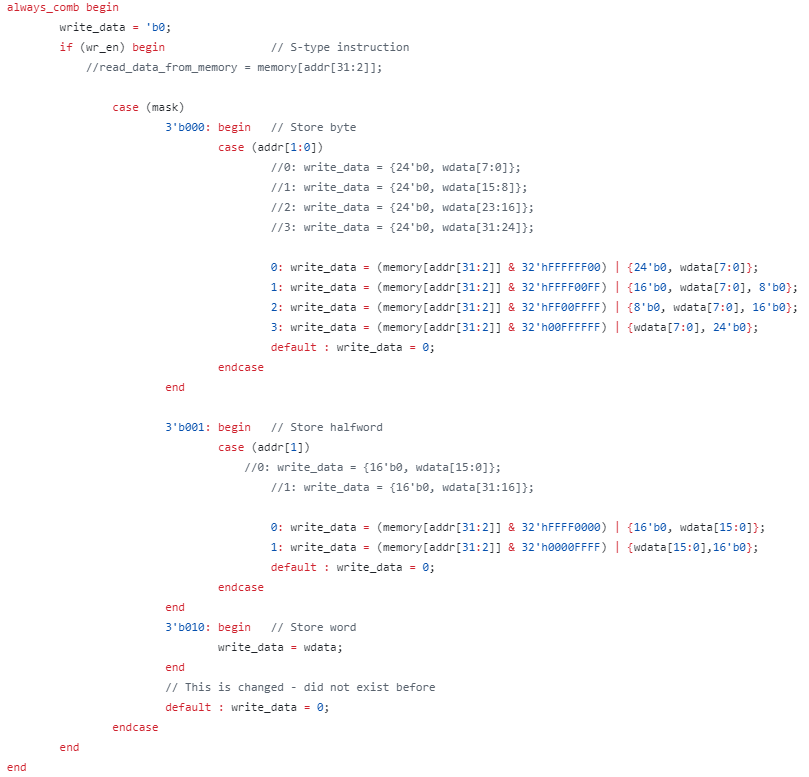 always_comb begin
        write_data = 'b0;
        if (wr_en) begin                // S-type instruction
            //read_data_from_memory = memory[addr[31:2]];

                case (mask)
                        3'b000: begin   // Store byte
                                case (addr[1:0])
                                        //0: write_data = {24'b0, wdata[7:0]};
                                        //1: write_data = {24'b0, wdata[15:8]};
                                        //2: write_data = {24'b0, wdata[23:16]};
                                        //3: write_data = {24'b0, wdata[31:24]};

                                        0: write_data = (memory[addr[31:2]] & 32'hFFFFFF00) | {24'b0, wdata[7:0]};
                                        1: write_data = (memory[addr[31:2]] & 32'hFFFF00FF) | {16'b0, wdata[7:0], 8'b0};
                                        2: write_data = (memory[addr[31:2]] & 32'hFF00FFFF) | {8'b0, wdata[7:0], 16'b0};
                                        3: write_data = (memory[addr[31:2]] & 32'h00FFFFFF) | {wdata[7:0], 24'b0};
                                        default : write_data = 0;
                                endcase
                        end

                        3'b001: begin   // Store halfword
                                case (addr[1])
                                    //0: write_data = {16'b0, wdata[15:0]};
                                        //1: write_data = {16'b0, wdata[31:16]};

                                        0: write_data = (memory[addr[31:2]] & 32'hFFFF0000) | {16'b0, wdata[15:0]};
                                        1: write_data = (memory[addr[31:2]] & 32'h0000FFFF) | {wdata[15:0],16'b0};
                                        default : write_data = 0;
                                endcase
                        end
                        3'b010: begin   // Store word
                                write_data = wdata;
                        end
                        // This is changed - did not exist before
                        default : write_data = 0;
                endcase
        end
end